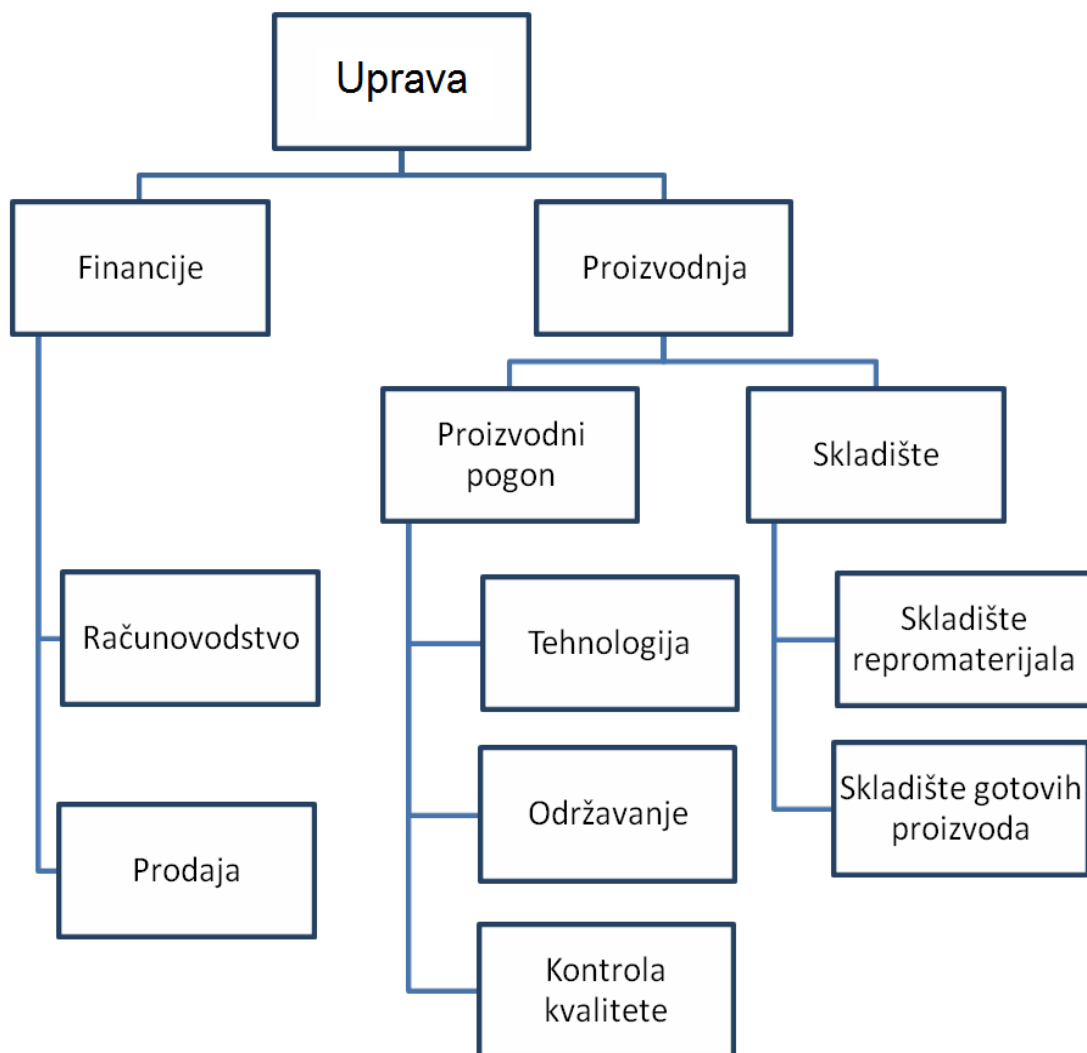 Uprava
Financije
Proizvodnja
Proizvodni
pogon
Skladište
Računovodstvo
Tehnologija
Skladište
repromaterijala
Održavanje
Skladište gotovih
proizvoda
Prodaja
Kontrola
kvalitete